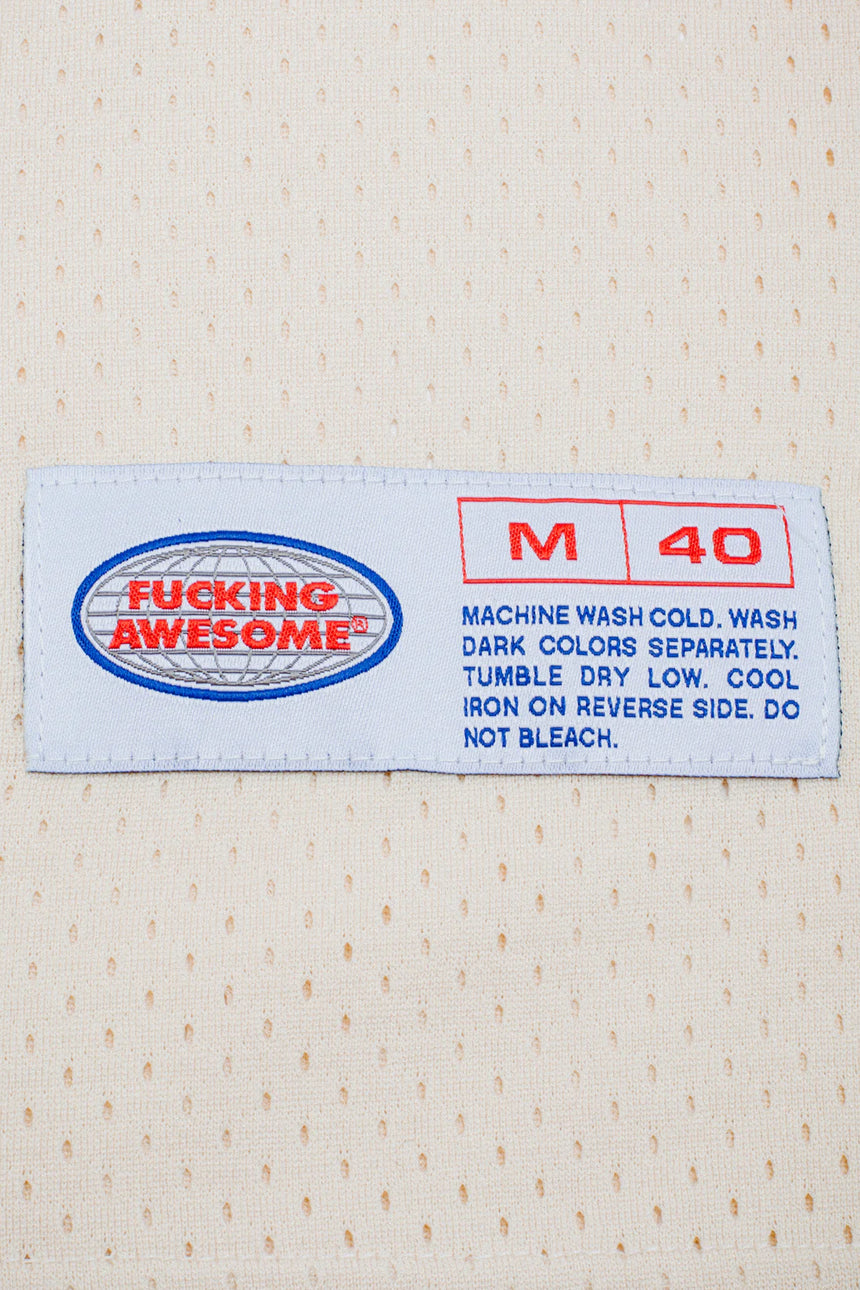 FUCKING
AWESOME®
M 40
MACHINE WASH COLD. WASH
DARK COLORS SEPARATELY.
TUMBLE DRY LOW. COOL
IRON ON REVERSE SIDE. DO
NOT BLEACH.